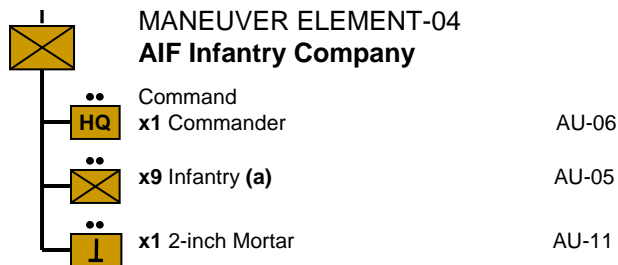 MANEUVER ELEMENT-04
AIF Infantry Company
Command
HQ x1 Commander AU-06
x9 Infantry (a) AU-05
x1 2-inch Mortar AU-11